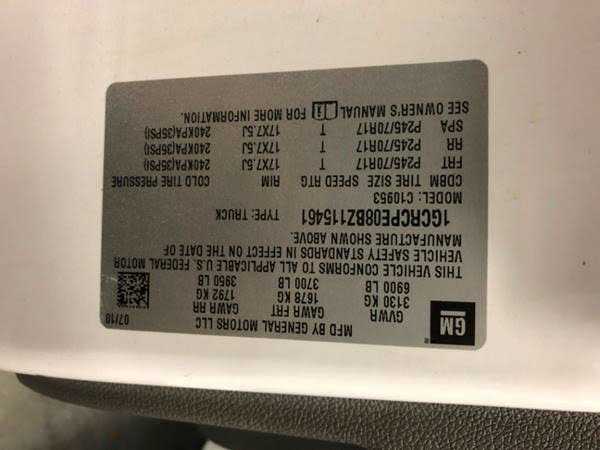 GM
MFD BY GENERAL MOTORS LLC
07/10
GVWR GAWR FRT GAWR RR
3130 KG 1678 KG 1792 KG
6900 LB 3700 LB 3950 LB
THIS VEHICLE CONFORMS TO ALL APPLICABLE U.S. FEDERAL MOTOR
VEHICLE SAFETY STANDARDS IN EFFECT ON THE DATE OF
MANUFACTURE SHOWN ABOVE.
1GCRCPE08BZ115461 TYPE: TRUCK
MODEL: C10953
CDBM TIRE SIZE SPEED RTG RIM COLD TIRE PRESSURE
FRT P245/70R17 T 17X7.5J 240KPA(35PSI)
RR P245/70R17 T 17X7.5J 240KPA(35PSI)
SPA P245/70R17 T 17X7.5J 240KPA(35PSI)
SEE OWNER'S MANUAL FOR MORE INFORMATION.